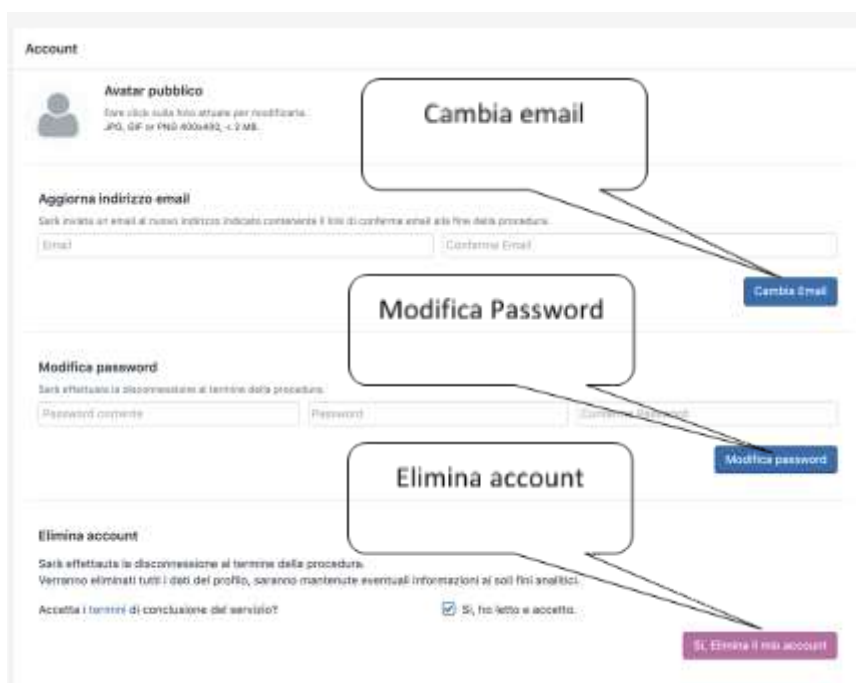 Account
Avatar pubblico
Fare click sulla foto attuale per modificarla.
JPG, GIF or PNG 400x400, < 2 MB.
Cambia email
Aggiorna indirizzo email
Sarà inviata un email al nuovo indirizzo indicato contenente il link di conferma email alla fine della procedura.
Email
Conferma Email
Cambia Email
Modifica Password
Modifica password
Sarà effettuata la disconnessione al termine della procedura.
Password corrente
Password
Conferma Password
Modifica password
Elimina account
Elimina account
Sarà effettauta la disconnessione al termine della procedura.
Verranno eliminati tutti i dati del profilo, saranno mantenute eventuali informazioni ai soli fini analitici.
Accetta i termini di conclusione del servizio?
Si, ho letto e accetto.
Si, Elimina il mio account